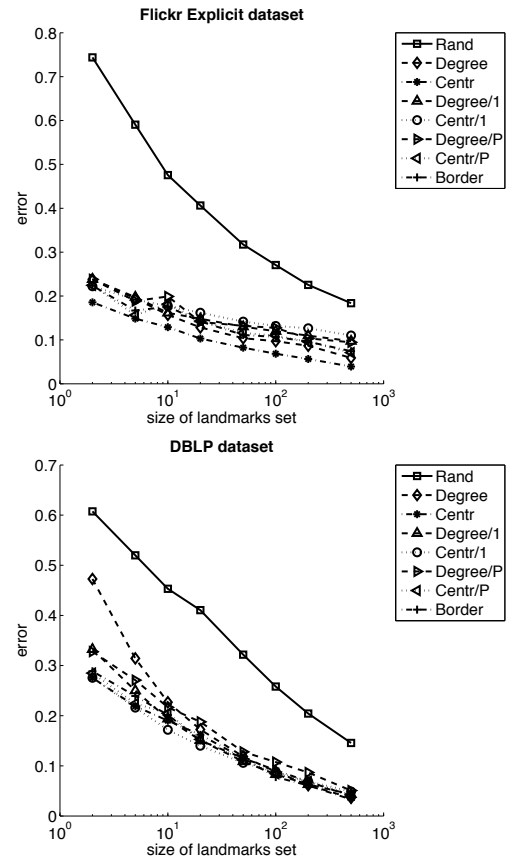 Flickr Explicit dataset
0.8
0.7
0.6
0.5
0.4
0.3
0.2
0.1
0
error
10^0
10^1
10^2
10^3
size of landmarks set
Rand
Degree
Centr
Degree/1
Centr/1
Degree/P
Centr/P
Border
DBLP dataset
0.7
0.6
0.5
0.4
0.3
0.2
0.1
0
error
10^0
10^1
10^2
10^3
size of landmarks set
Rand
Degree
Centr
Degree/1
Centr/1
Degree/P
Centr/P
Border